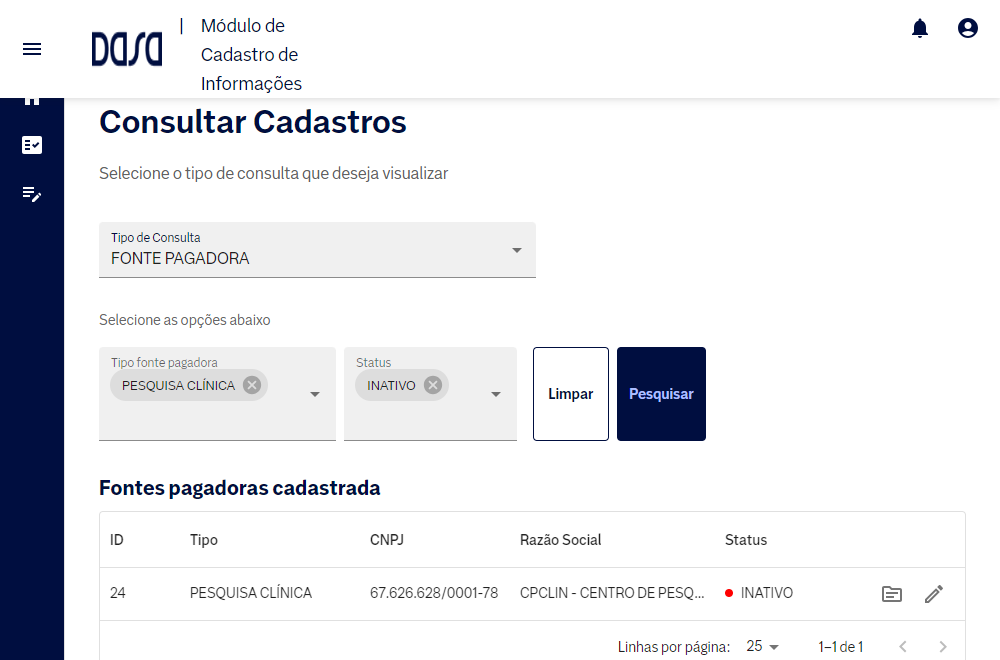 DASA
| Módulo de
Cadastro de
Informações
Consultar Cadastros
Selecione o tipo de consulta que deseja visualizar
Tipo de Consulta
FONTE PAGADORA
Selecione as opções abaixo
Tipo fonte pagadora
PESQUISA CLÍNICA
Status
INATIVO
Limpar
Pesquisar
Fontes pagadoras cadastrada
ID Tipo CNPJ Razão Social Status
24 PESQUISA CLÍNICA 67.626.628/0001-78 CPCLIN - CENTRO DE PESQ... INATIVO
Linhas por página: 25 1–1 de 1